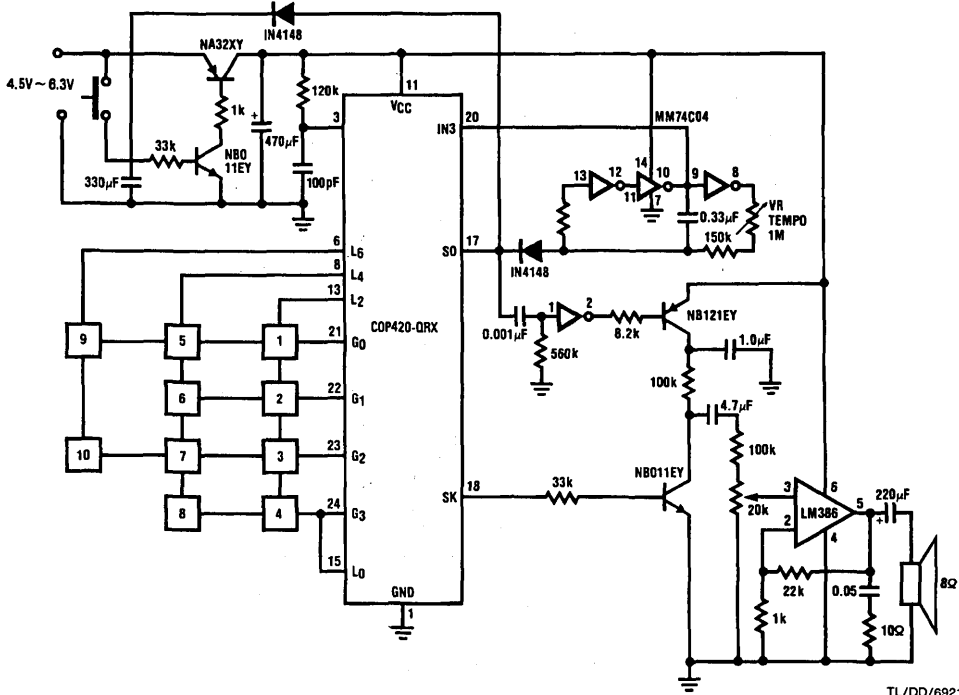 IN4148
NA32XY
4.5V ~ 6.3V
1k
33k
NB0
11EY
330μF
+
470μF
120k
100pF
3
11
VCC
20
IN3
MM74C04
13
12
14
11
10
7
9
8
0.33μF
VR
TEMPO
1M
150k
17
SO
IN4148
6
L6
8
L4
13
L2
COP420-QRX
21
G0
22
G1
23
G2
24
G3
15
L0
GND
1
9
5
1
6
2
10
7
3
8
4
0.001μF
1
2
8.2k
560k
NB121EY
1.0μF
100k
4.7μF
100k
NB011EY
18
SK
33k
20k
3
2
LM386
6
5
4
220μF
+
22k
0.05
1k
10Ω
8Ω
TL/DD/692